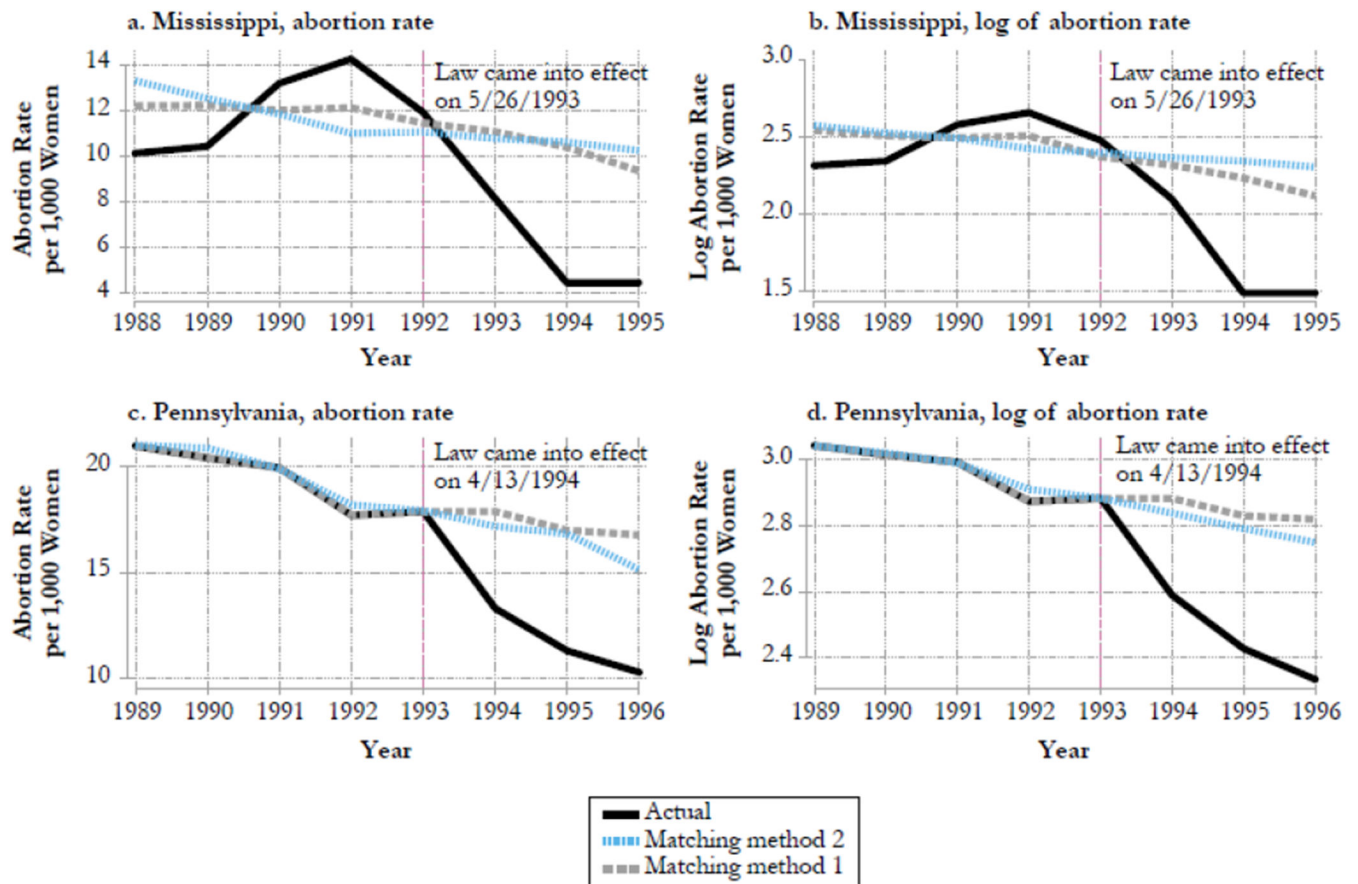 a. Mississippi, abortion rate
Abortion Rate
per 1,000 Women
14
12
10
8
6
4
Law came into effect
on 5/26/1993
1988 1989 1990 1991 1992 1993 1994 1995
Year
b. Mississippi, log of abortion rate
Log Abortion Rate
per 1,000 Women
3.0
2.5
2.0
1.5
Law came into effect
on 5/26/1993
1988 1989 1990 1991 1992 1993 1994 1995
Year
c. Pennsylvania, abortion rate
Abortion Rate
per 1,000 Women
20
15
10
Law came into effect
on 4/13/1994
1989 1990 1991 1992 1993 1994 1995 1996
Year
d. Pennsylvania, log of abortion rate
Log Abortion Rate
per 1,000 Women
3.0
2.8
2.6
2.4
Law came into effect
on 4/13/1994
1989 1990 1991 1992 1993 1994 1995 1996
Year
Actual
Matching method 2
Matching method 1